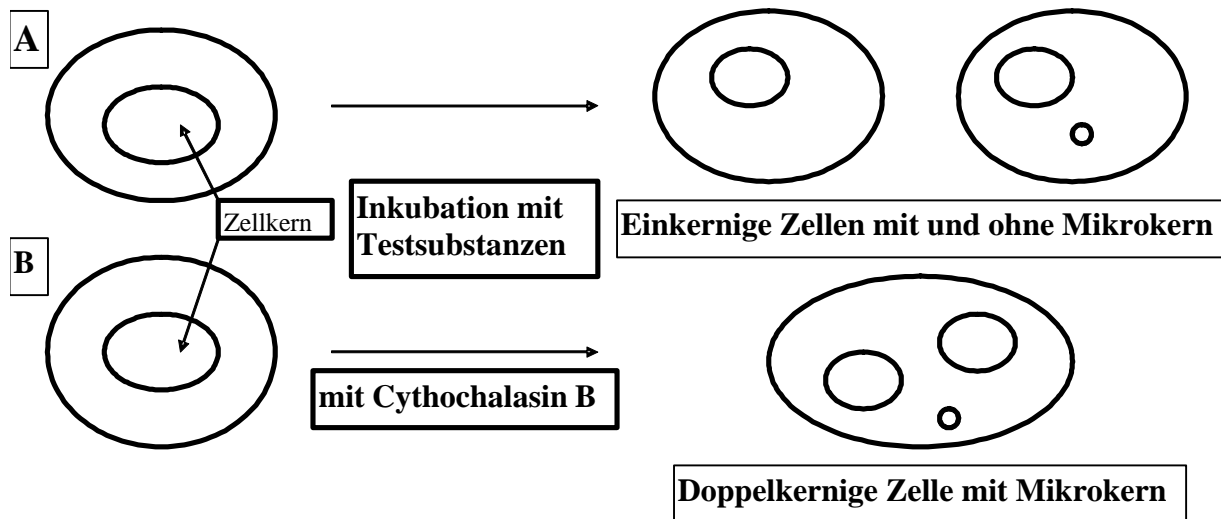 A
Zellkern
Inkubation mit
Testsubstanzen
Einkernige Zellen mit und ohne Mikrokern
B
mit Cythochalasin B
Doppelkernige Zelle mit Mikrokern